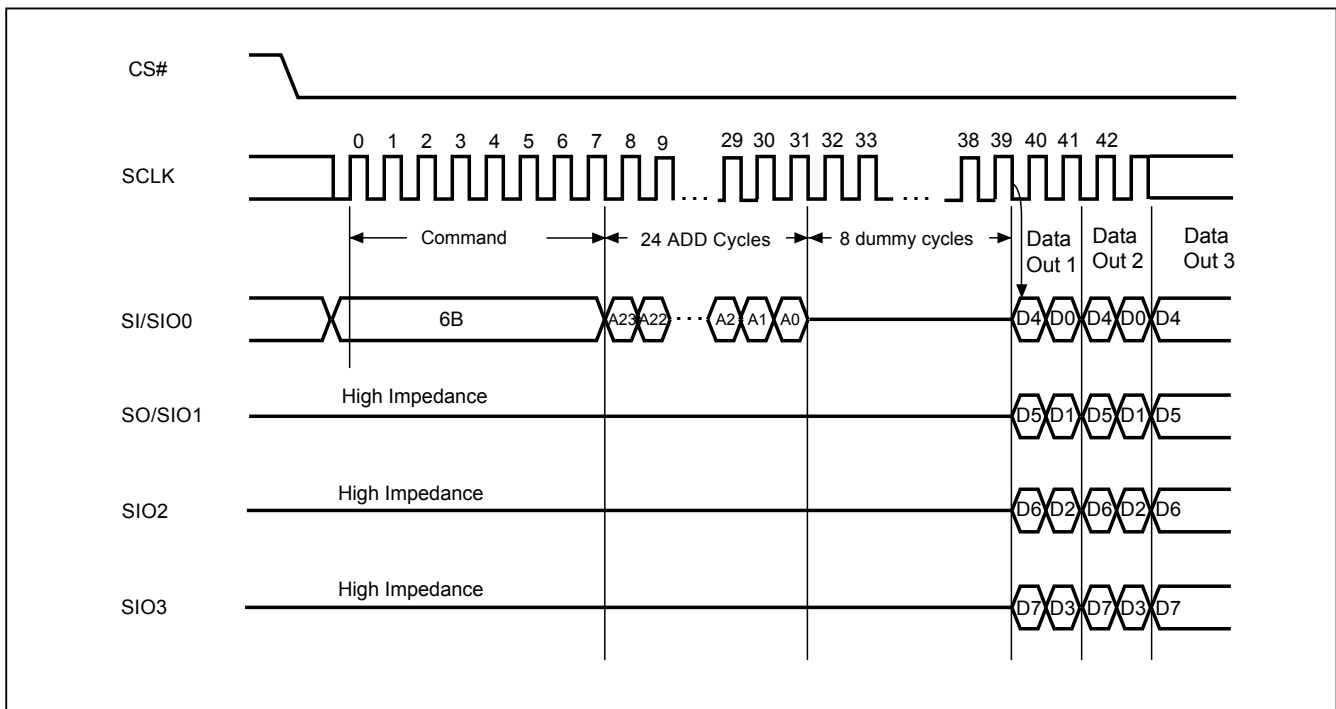 CS#
0 1 2 3 4 5 6 7 8 9 29 30 31 32 33 38 39 40 41 42
SCLK
Command 24 ADD Cycles 8 dummy cycles Data Out 1 Data Out 2 Data Out 3
SI/SIO0 6B A23 A22 A2 A1 A0 D4 D0 D4 D0 D4
High Impedance
SO/SIO1 D5 D1 D5 D1 D5
High Impedance
SIO2 D6 D2 D6 D2 D6
High Impedance
SIO3 D7 D3 D7 D3 D7